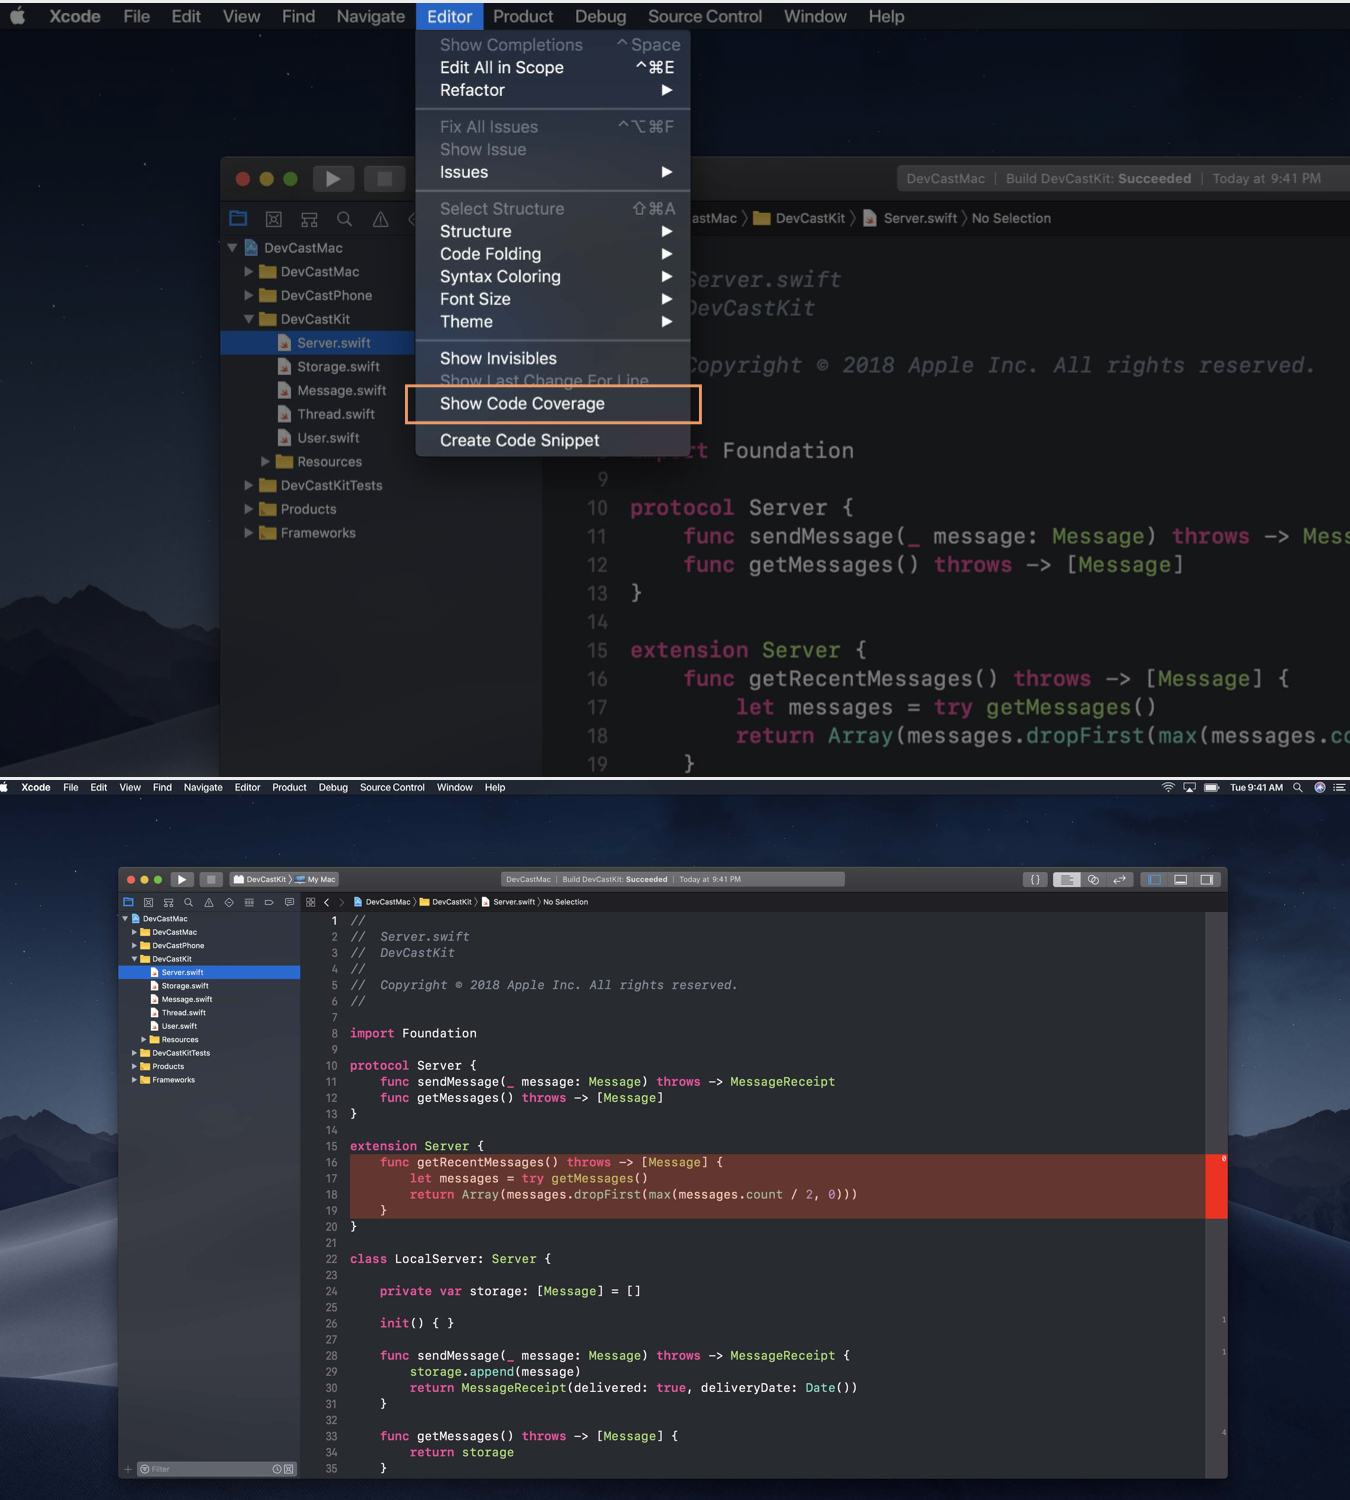 Xcode File Edit View Find Navigate Editor Product Debug Source Control Window Help
Show Completions ^ Space
Edit All in Scope ^⌘E
Refactor ▶
Fix All Issues ^⌥⌘F
Show Issue
Issues ▶
Select Structure ⇧⌘A
Structure ▶
Code Folding ▶
Syntax Coloring ▶
Font Size ▶
Theme ▶
Show Invisibles
Show Last Change For Line
Show Code Coverage
Create Code Snippet
DevCastMac | Build DevCastKit: Succeeded | Today at 9:41 PM
astMac 〉 DevCastKit 〉 Server.swift 〉 No Selection
DevCastMac
DevCastMac
DevCastPhone
DevCastKit
Server.swift
Storage.swift
Message.swift
Thread.swift
User.swift
Resources
DevCastKitTests
Products
Frameworks
Server.swift
DevCastKit
Copyright © 2018 Apple Inc. All rights reserved.
import Foundation
9
10 protocol Server {
11 func sendMessage(_ message: Message) throws -> Mess
12 func getMessages() throws -> [Message]
13 }
14
15 extension Server {
16 func getRecentMessages() throws -> [Message] {
17 let messages = try getMessages()
18 return Array(messages.dropFirst(max(messages.co
19 }
Xcode File Edit View Find Navigate Editor Product Debug Source Control Window Help Tue 9:41 AM
DevCastKit 〉 My Mac DevCastMac | Build DevCastKit: Succeeded | Today at 9:41 PM {}
DevCastMac 〉 DevCastKit 〉 Server.swift 〉 No Selection
DevCastMac
DevCastMac
DevCastPhone
DevCastKit
Server.swift
Storage.swift
Message.swift
Thread.swift
User.swift
Resources
DevCastKitTests
Products
Frameworks
Filter
1 //
2 // Server.swift
3 // DevCastKit
4 //
5 // Copyright © 2018 Apple Inc. All rights reserved.
6 //
7
8 import Foundation
9
10 protocol Server {
11 func sendMessage(_ message: Message) throws -> MessageReceipt
12 func getMessages() throws -> [Message]
13 }
14
15 extension Server {
16 func getRecentMessages() throws -> [Message] { 0
17 let messages = try getMessages()
18 return Array(messages.dropFirst(max(messages.count / 2, 0)))
19 }
20 }
21
22 class LocalServer: Server {
23
24 private var storage: [Message] = []
25
26 init() { } 1
27
28 func sendMessage(_ message: Message) throws -> MessageReceipt { 1
29 storage.append(message)
30 return MessageReceipt(delivered: true, deliveryDate: Date())
31 }
32
33 func getMessages() throws -> [Message] { 4
34 return storage
35 }